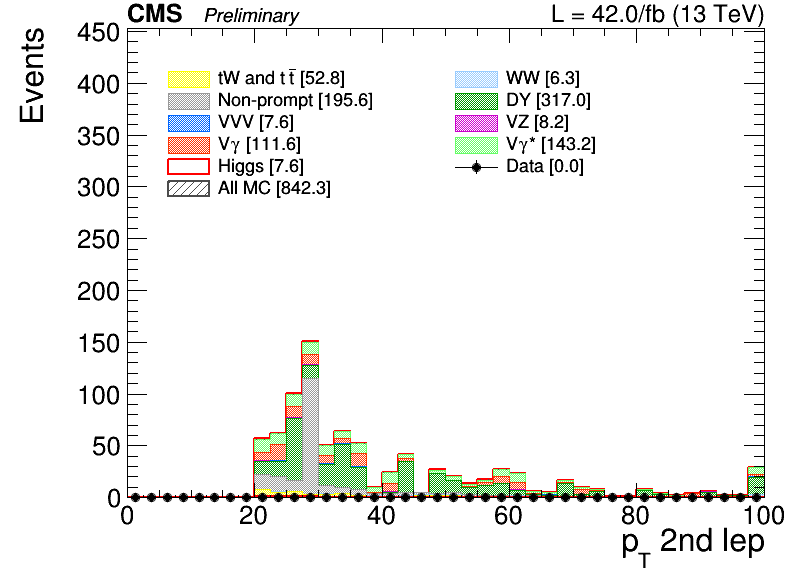 CMS Preliminary L = 42.0/fb (13 TeV)
Events
450
400
350
300
250
200
150
100
50
0
tW and t t̄ [52.8]
Non-prompt [195.6]
VVV [7.6]
Vγ [111.6]
Higgs [7.6]
All MC [842.3]
WW [6.3]
DY [317.0]
VZ [8.2]
Vγ* [143.2]
Data [0.0]
0 20 40 60 80 100
pT 2nd lep